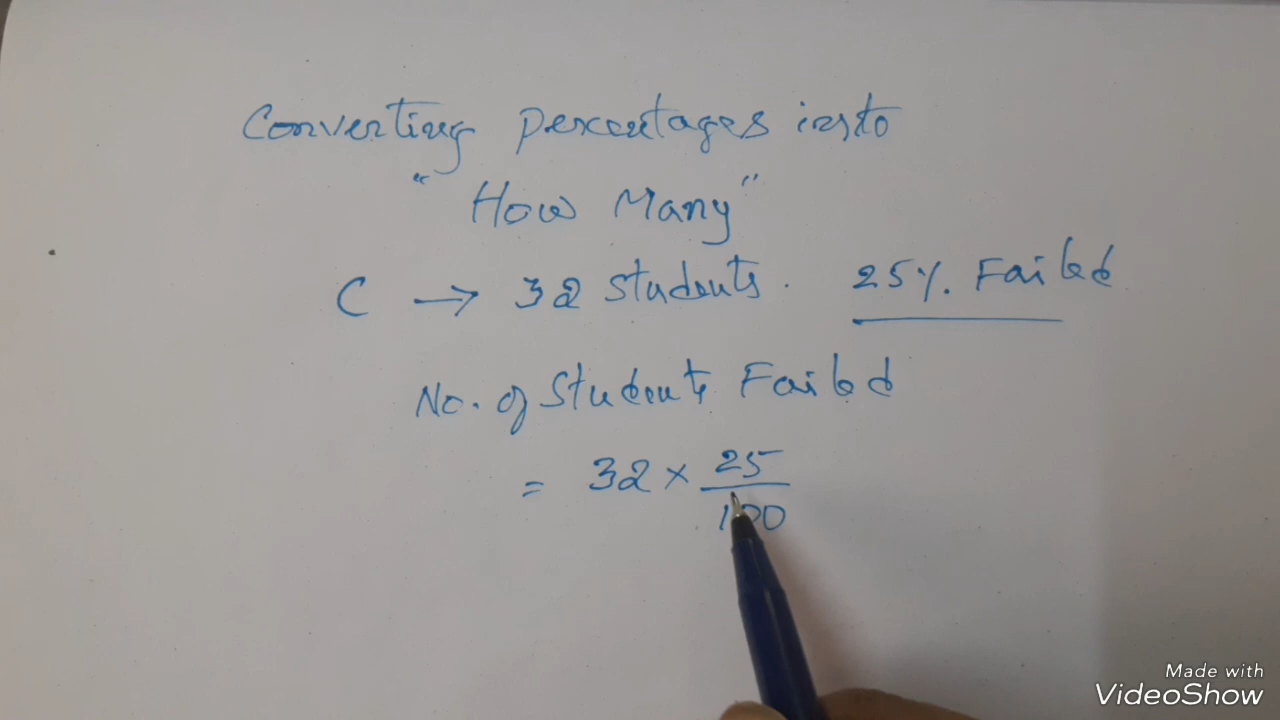 Converting percentages into
"How Many"
C → 32 Students. 25%. Failed
No. of Students Failed
= 32 × 25/100
Made with
VideoShow